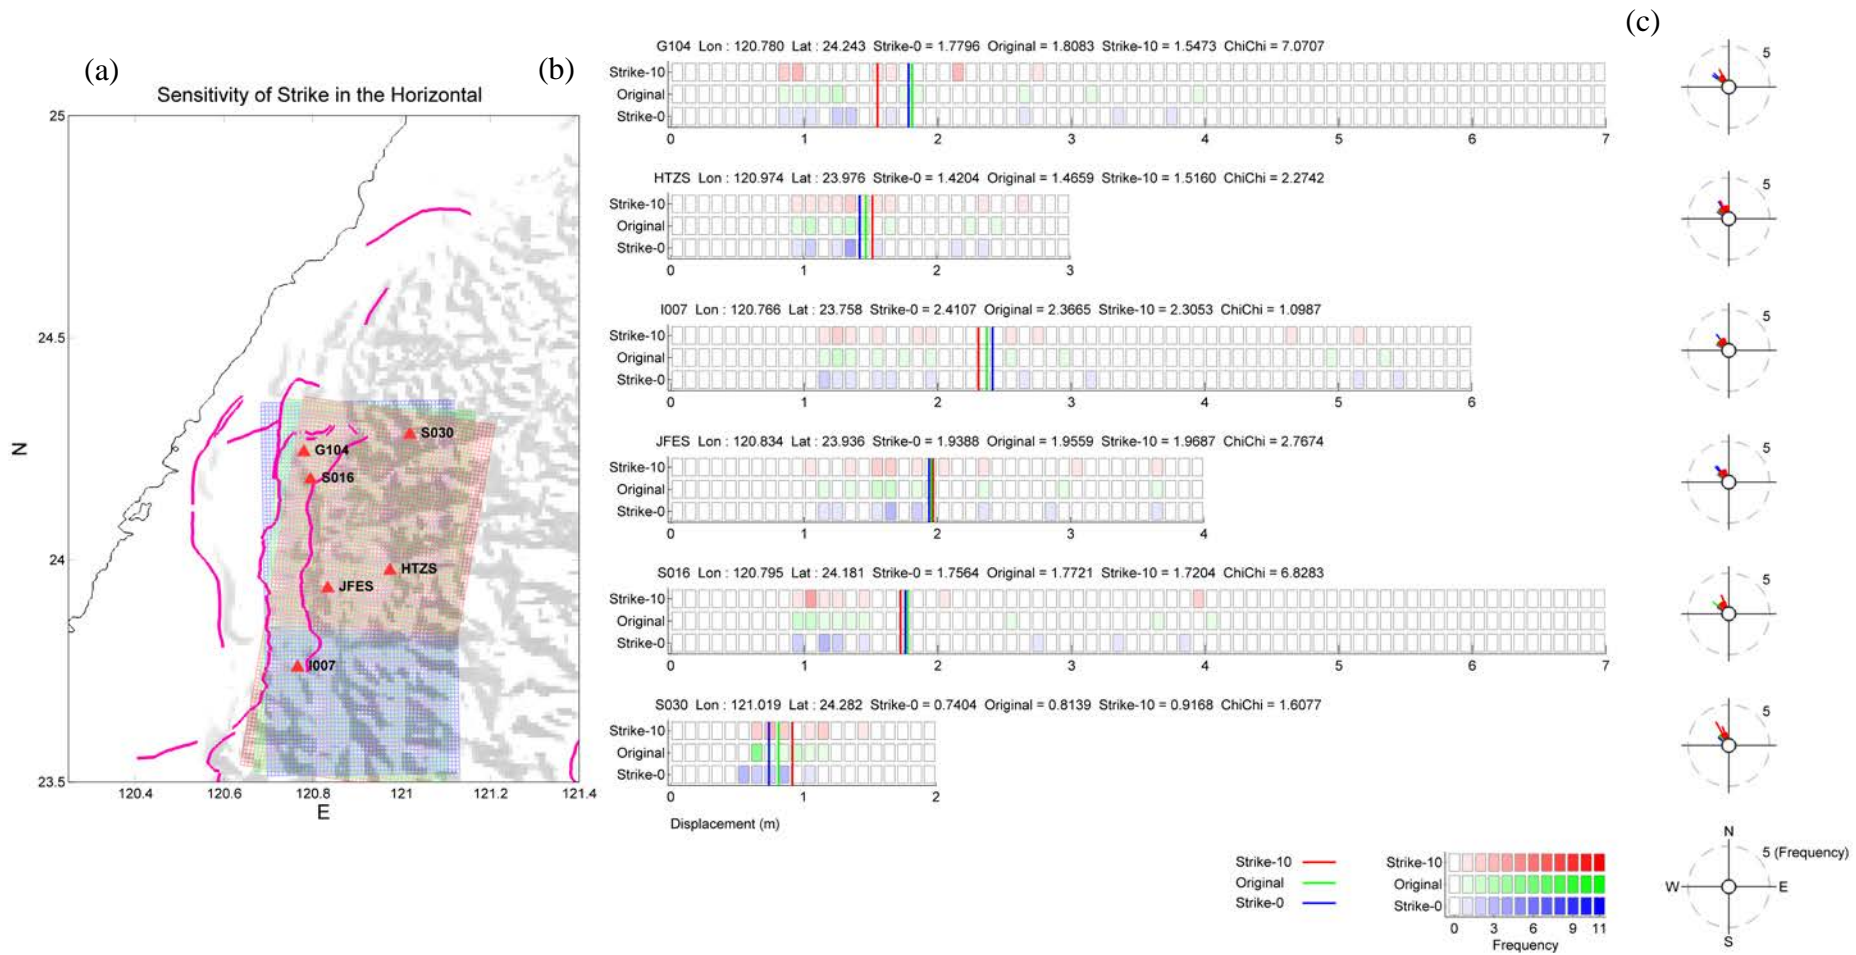 (a)
Sensitivity of Strike in the Horizontal
25
24.5
24
23.5
N
120.4 120.6 120.8 121 121.2 121.4
E
S030
G104
S016
HTZS
JFES
I007
(b)
G104 Lon : 120.780 Lat : 24.243 Strike-0 = 1.7796 Original = 1.8083 Strike-10 = 1.5473 ChiChi = 7.0707
Strike-10
Original
Strike-0
0 1 2 3 4 5 6 7
HTZS Lon : 120.974 Lat : 23.976 Strike-0 = 1.4204 Original = 1.4659 Strike-10 = 1.5160 ChiChi = 2.2742
Strike-10
Original
Strike-0
0 1 2 3
I007 Lon : 120.766 Lat : 23.758 Strike-0 = 2.4107 Original = 2.3665 Strike-10 = 2.3053 ChiChi = 1.0987
Strike-10
Original
Strike-0
0 1 2 3 4 5 6
JFES Lon : 120.834 Lat : 23.936 Strike-0 = 1.9388 Original = 1.9559 Strike-10 = 1.9687 ChiChi = 2.7674
Strike-10
Original
Strike-0
0 1 2 3 4
S016 Lon : 120.795 Lat : 24.181 Strike-0 = 1.7564 Original = 1.7721 Strike-10 = 1.7204 ChiChi = 6.8283
Strike-10
Original
Strike-0
0 1 2 3 4 5 6 7
S030 Lon : 121.019 Lat : 24.282 Strike-0 = 0.7404 Original = 0.8139 Strike-10 = 0.9168 ChiChi = 1.6077
Strike-10
Original
Strike-0
0 1 2
Displacement (m)
Strike-10
Original
Strike-0
Strike-10
Original
Strike-0
0 3 6 9 11
Frequency
(c)
5
5
5
5
5
5
N
5 (Frequency)
W E
S